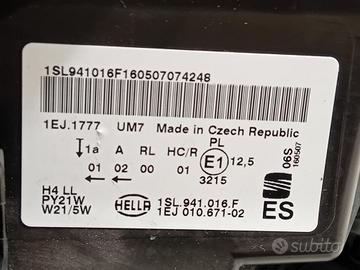 1SL941016F160507074248
1EJ.1777 UM7 Made in Czech Republic
PL
1a A RL HC/R E1 12,5
01 02 00 01
3215
06S
160507
H4 LL
PY21W
W21/5W
HELLA
1SL.941.016.F
1EJ 010.671-02
ES
subito